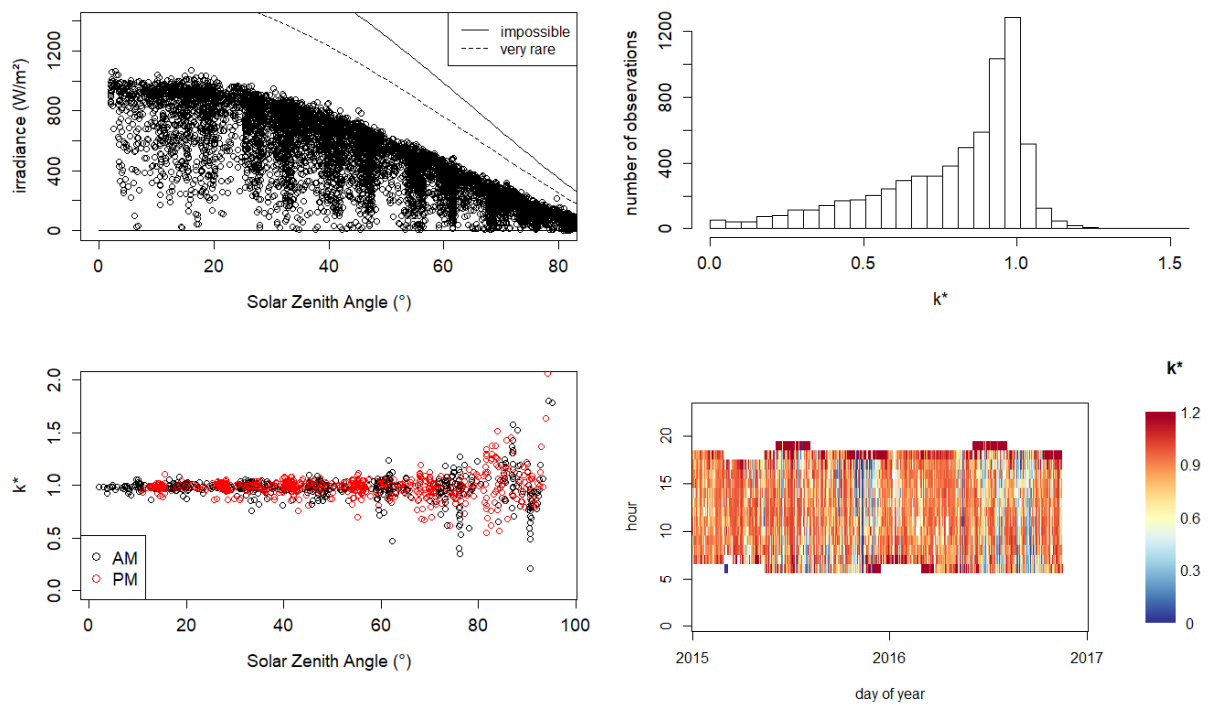 irradiance (W/m²)
0 400 800 1200
impossible
very rare
0 20 40 60 80
Solar Zenith Angle (°)
number of observations
0 400 800 1200
0.0 0.5 1.0 1.5
k*
k*
0.0 0.5 1.0 1.5 2.0
AM
PM
0 20 40 60 80 100
Solar Zenith Angle (°)
hour
0 5 10 15 20
2015 2016 2017
day of year
k*
1.2
0.9
0.6
0.3
0